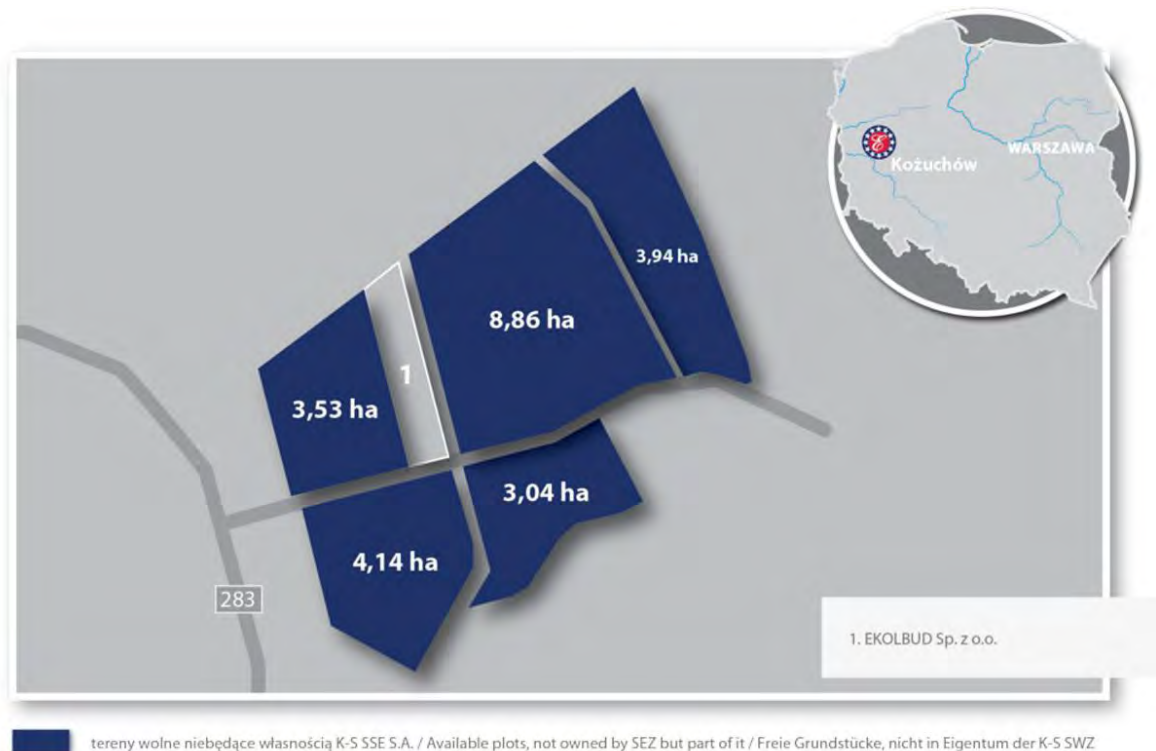 WARSZAWA
Kożuchów
3,94 ha
8,86 ha
1
3,53 ha
3,04 ha
4,14 ha
283
1. EKOLBUD Sp. z o.o.
tereny wolne niebędące własnością K-S SSE S.A. / Available plots, not owned by SEZ but part of it / Freie Grundstücke, nicht in Eigentum der K-S SWZ